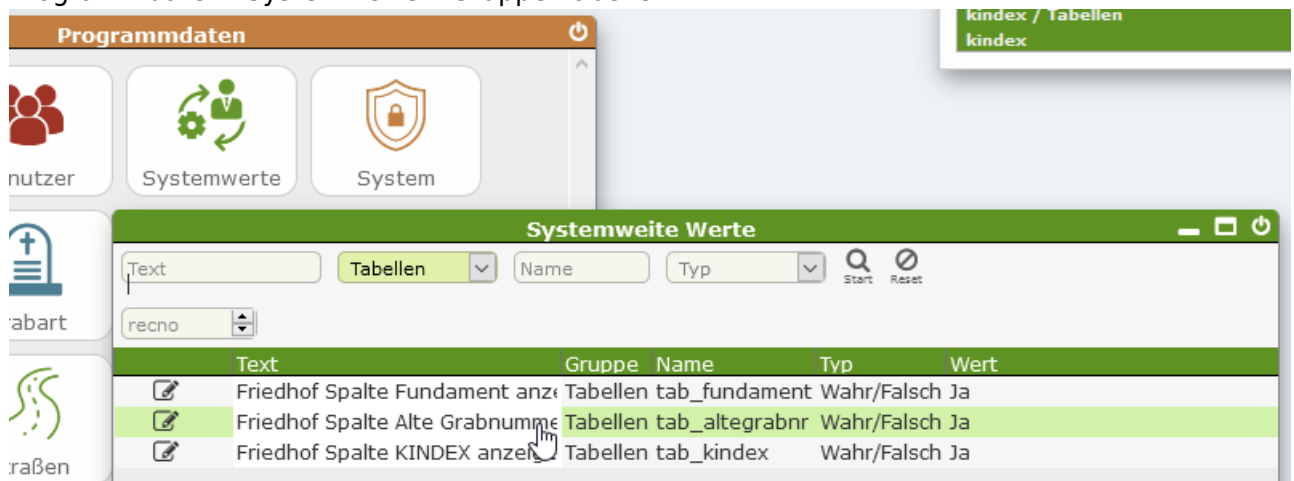 kindex / Tabellen
kindex
Programmdaten
nutzer
Systemwerte
System
Systemweite Werte
Text
Tabellen
Name
Typ
Start
Reset
recno
abart
Text Gruppe Name Typ Wert
Friedhof Spalte Fundament anze Tabellen tab_fundament Wahr/Falsch Ja
Friedhof Spalte Alte Grabnumme Tabellen tab_altegrabnr Wahr/Falsch Ja
Friedhof Spalte KINDEX anzeig Tabellen tab_kindex Wahr/Falsch Ja
raßen